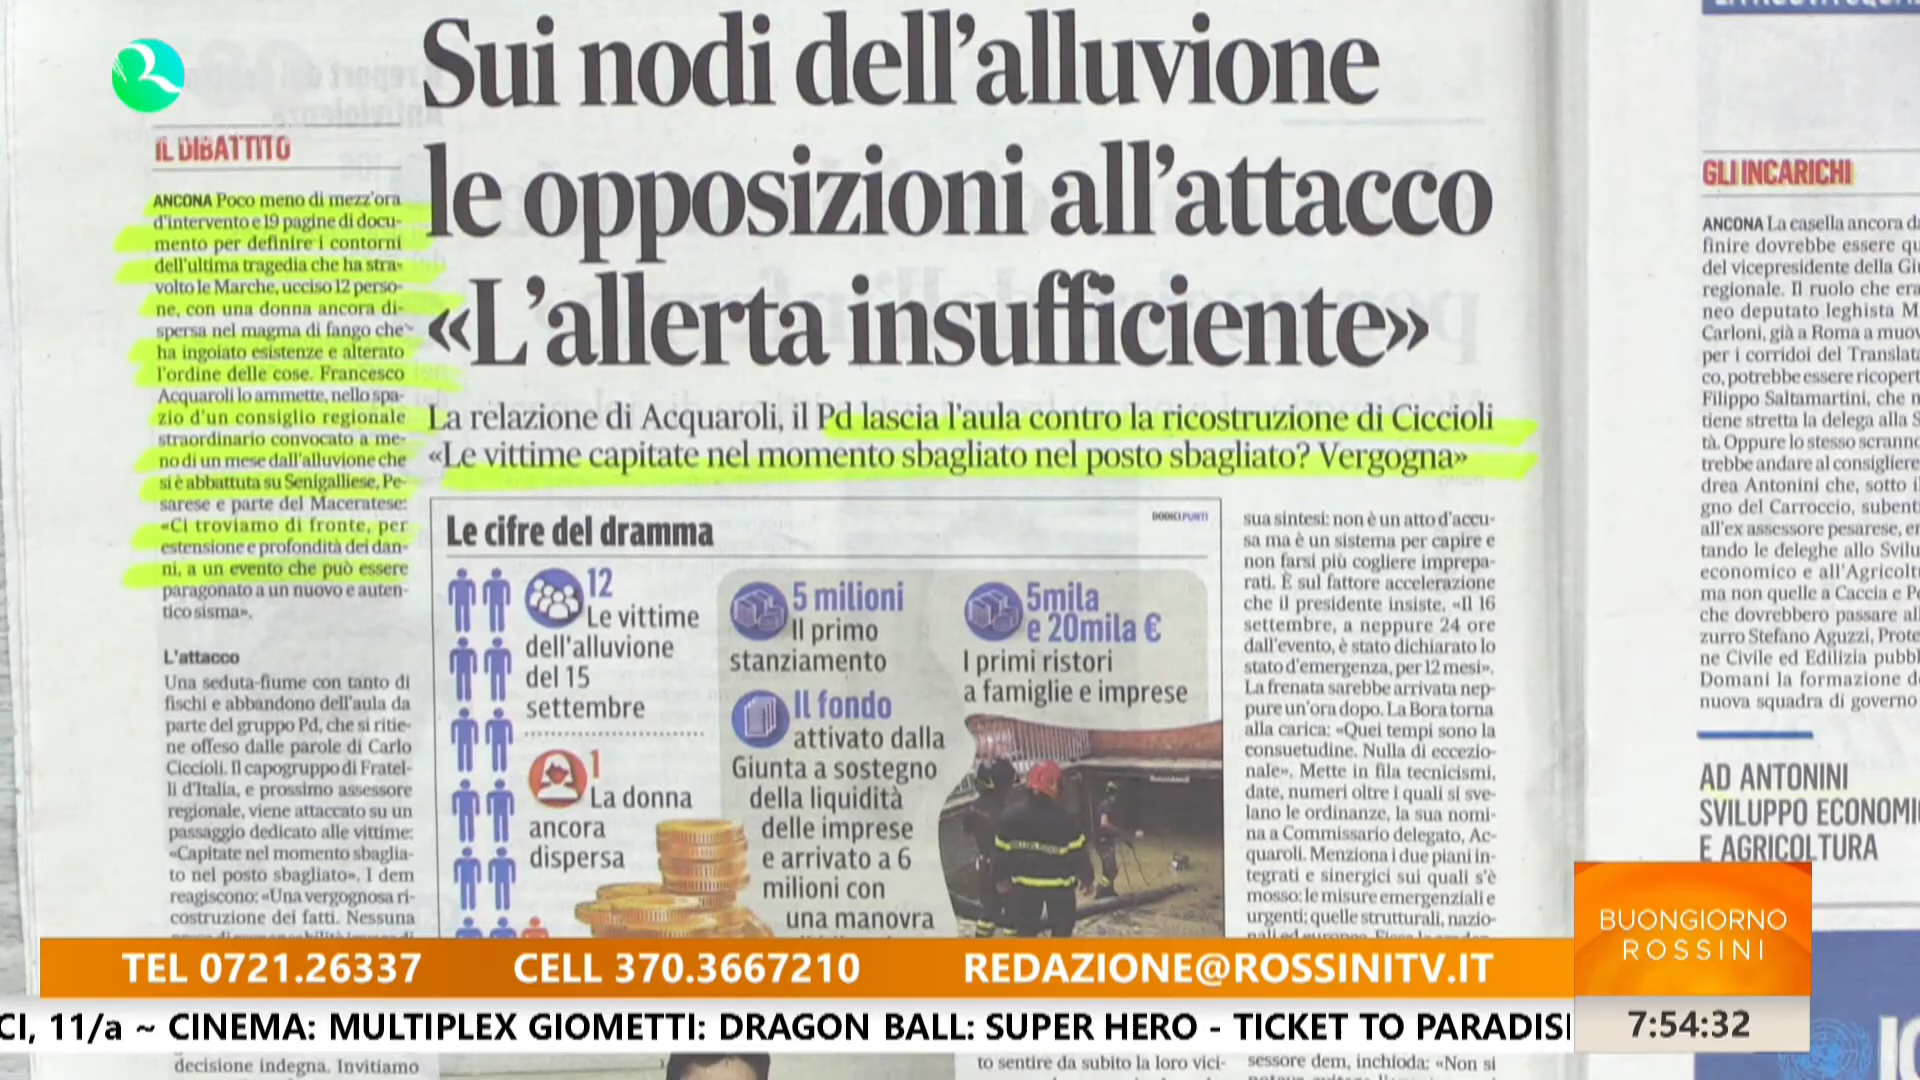 Sui nodi dell'alluvione
le opposizioni all'attacco
«L'allerta insufficiente»
La relazione di Acquaroli, il Pd lascia l'aula contro la ricostruzione di Ciccioli
«Le vittime capitate nel momento sbagliato nel posto sbagliato? Vergogna»
IL DIBATTITO
ANCONA Poco meno di mezz'ora
d'intervento e 19 pagine di docu-
mento per definire i contorni
dell'ultima tragedia che ha stra-
volto le Marche, ucciso 12 perso-
ne, con una donna ancora di-
spersa nel magma di fango che
ha ingoiato esistenze e alterato
l'ordine delle cose. Francesco
Acquaroli lo ammette, nello spa-
zio d'un consiglio regionale
straordinario convocato a me-
no di un mese dall'alluvione che
si è abbattuta su Senigalliese, Pe-
sarese e parte del Maceratese:
«Ci troviamo di fronte, per
estensione e profondità dei dan-
ni, a un evento che può essere
paragonato a un nuovo e auten-
tico sisma».
L'attacco
Una seduta-fiume con tanto di
fischi e abbandono dell'aula da
parte del gruppo Pd, che si ritie-
ne offeso dalle parole di Carlo
Ciccioli. Il capogruppo di Fratel-
li d'Italia, e prossimo assessore
regionale, viene attaccato su un
passaggio dedicato alle vittime:
«Capitate nel momento sbaglia-
to nel posto sbagliato». I dem
reagiscono: «Una vergognosa ri-
costruzione dei fatti. Nessuna
decisione indegna. Invitiamo
Le cifre del dramma
DODICIPUNTI
12
Le vittime
dell'alluvione
del 15
settembre
1
La donna
ancora
dispersa
5 milioni
Il primo
stanziamento
Il fondo
attivato dalla
Giunta a sostegno
della liquidità
delle imprese
e arrivato a 6
milioni con
una manovra
5mila
e 20mila €
I primi ristori
a famiglie e imprese
to sentire da subito la loro vici-
sua sintesi: non è un atto d'accu-
sa ma è un sistema per capire e
non farsi più cogliere imprepa-
rati. È sul fattore accelerazione
che il presidente insiste. «Il 16
settembre, a neppure 24 ore
dall'evento, è stato dichiarato lo
stato d'emergenza, per 12 mesi».
La frenata sarebbe arrivata nep-
pure un'ora dopo. La Bora torna
alla carica: «Quei tempi sono la
consuetudine. Nulla di eccezio-
nale». Mette in fila tecnicismi,
date, numeri oltre i quali si sve-
lano le ordinanze, la sua nomi-
na a Commissario delegato, Ac-
quaroli. Menziona i due piani in-
tegrati e sinergici sui quali s'è
mosso: le misure emergenziali e
urgenti; quelle strutturali, nazio-
sessore dem, inchioda: «Non si
GLI INCARICHI
ANCONA La casella ancora da
finire dovrebbe essere qu
del vicepresidente della Giu
regionale. Il ruolo che era
neo deputato leghista M
Carloni, già a Roma a muov
per i corridoi del Translata
co, potrebbe essere ricopert
Filippo Saltamartini, che m
tiene stretta la delega alla S
tà. Oppure lo stesso scranno
trebbe andare al consigliere
drea Antonini che, sotto il
gno del Carroccio, subent
all'ex assessore pesarese, er
tando le deleghe allo Svilu
economico e all'Agricoltu
ma non quelle a Caccia e Pe
che dovrebbero passare all
zurro Stefano Aguzzi, Prote
ne Civile ed Edilizia pubbl
Domani la formazione de
nuova squadra di governo
AD ANTONINI
SVILUPPO ECONOMI
E AGRICOLTURA
BUONGIORNO
ROSSINI
TEL 0721.26337 CELL 370.3667210 REDAZIONE@ROSSINITV.IT
CI, 11/a ~ CINEMA: MULTIPLEX GIOMETTI: DRAGON BALL: SUPER HERO - TICKET TO PARADIS
7:54:32